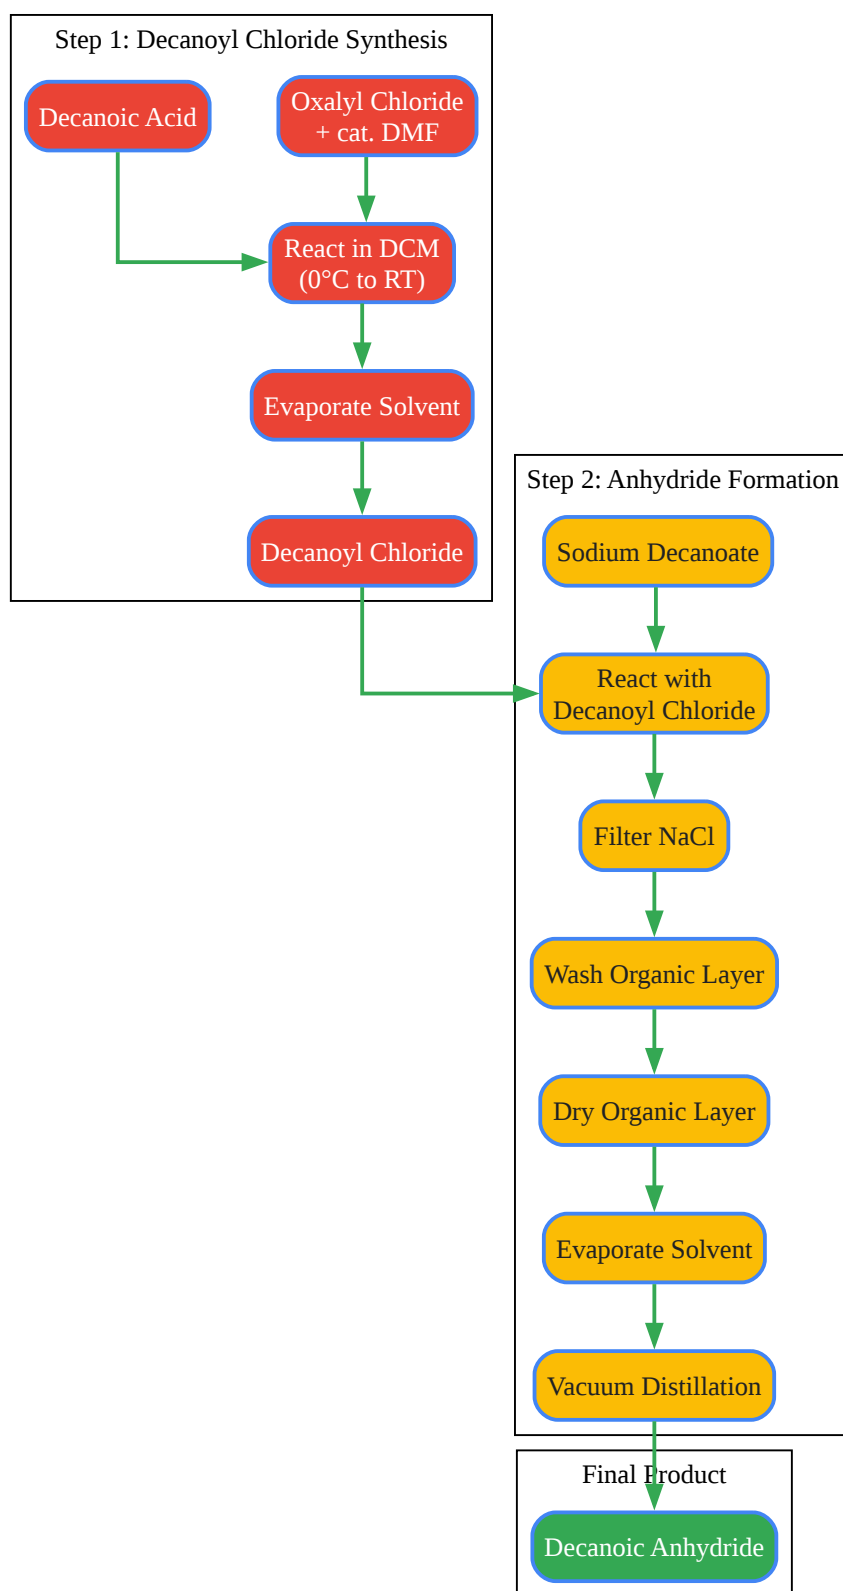 Step 1: Decanoyl Chloride Synthesis
Decanoic Acid
Oxalyl Chloride
+ cat. DMF
React in DCM
(0°C to RT)
Evaporate Solvent
Decanoyl Chloride
Step 2: Anhydride Formation
Sodium Decanoate
React with
Decanoyl Chloride
Filter NaCl
Wash Organic Layer
Dry Organic Layer
Evaporate Solvent
Vacuum Distillation
Final Product
Decanoic Anhydride